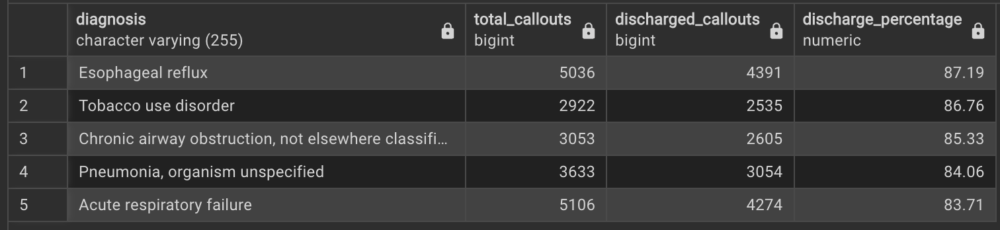 diagnosis total_callouts discharged_callouts discharge_percentage
character varying (255) bigint bigint numeric
1 Esophageal reflux 5036 4391 87.19
2 Tobacco use disorder 2922 2535 86.76
3 Chronic airway obstruction, not elsewhere classifi... 3053 2605 85.33
4 Pneumonia, organism unspecified 3633 3054 84.06
5 Acute respiratory failure 5106 4274 83.71